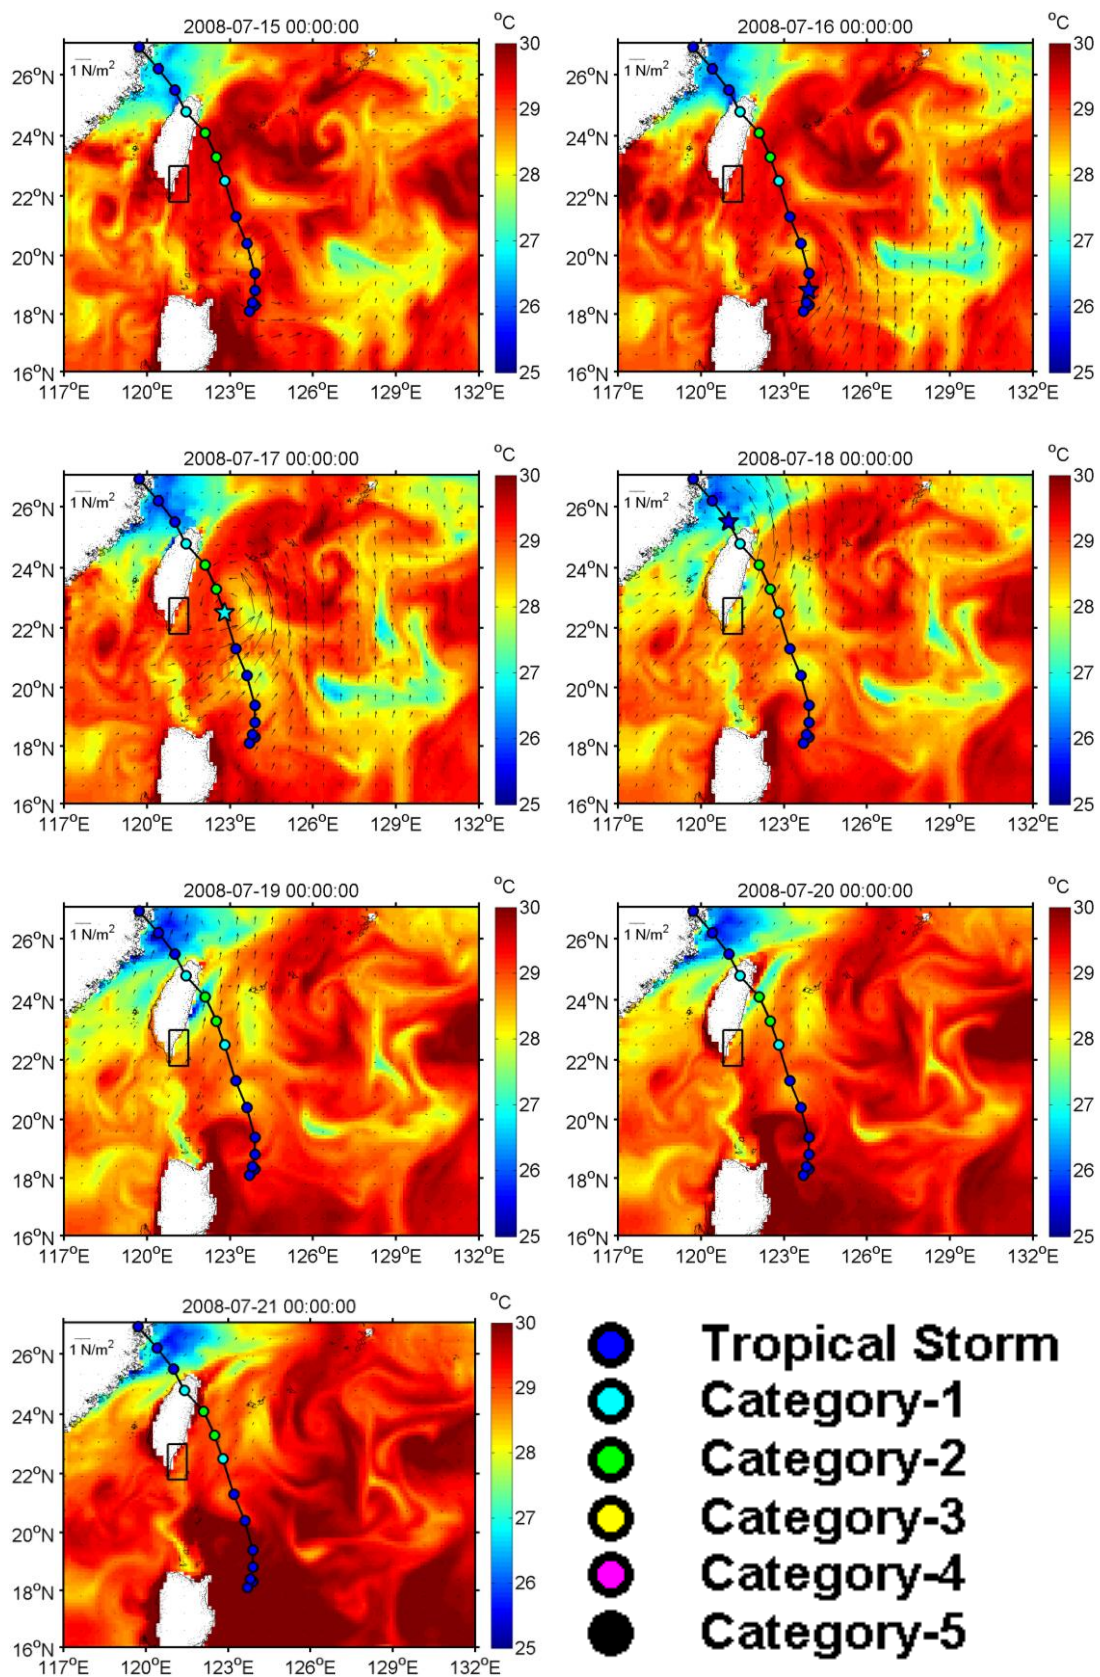 °C
2008-07-15 00:00:00
1 N/m²
26°N
24°N
22°N
20°N
18°N
16°N
117°E 120°E 123°E 126°E 129°E 132°E
30
29
28
27
26
25
°C
2008-07-16 00:00:00
1 N/m²
26°N
24°N
22°N
20°N
18°N
16°N
117°E 120°E 123°E 126°E 129°E 132°E
30
29
28
27
26
25
°C
2008-07-17 00:00:00
1 N/m²
26°N
24°N
22°N
20°N
18°N
16°N
117°E 120°E 123°E 126°E 129°E 132°E
30
29
28
27
26
25
°C
2008-07-18 00:00:00
1 N/m²
26°N
24°N
22°N
20°N
18°N
16°N
117°E 120°E 123°E 126°E 129°E 132°E
30
29
28
27
26
25
°C
2008-07-19 00:00:00
1 N/m²
26°N
24°N
22°N
20°N
18°N
16°N
117°E 120°E 123°E 126°E 129°E 132°E
30
29
28
27
26
25
°C
2008-07-20 00:00:00
1 N/m²
26°N
24°N
22°N
20°N
18°N
16°N
117°E 120°E 123°E 126°E 129°E 132°E
30
29
28
27
26
25
°C
2008-07-21 00:00:00
1 N/m²
26°N
24°N
22°N
20°N
18°N
16°N
117°E 120°E 123°E 126°E 129°E 132°E
30
29
28
27
26
25
Tropical Storm
Category-1
Category-2
Category-3
Category-4
Category-5